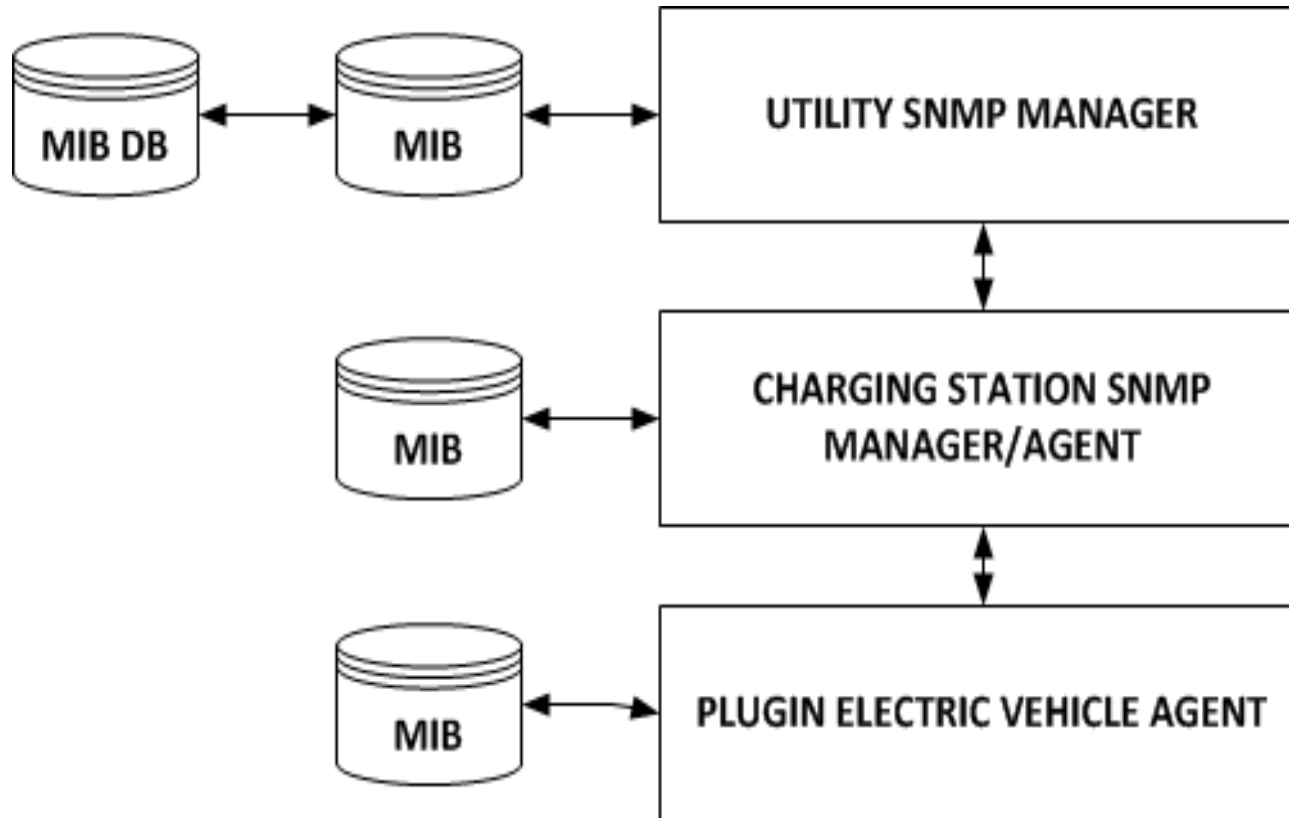 MIB DB
MIB
UTILITY SNMP MANAGER
MIB
CHARGING STATION SNMP
MANAGER/AGENT
MIB
PLUGIN ELECTRIC VEHICLE AGENT